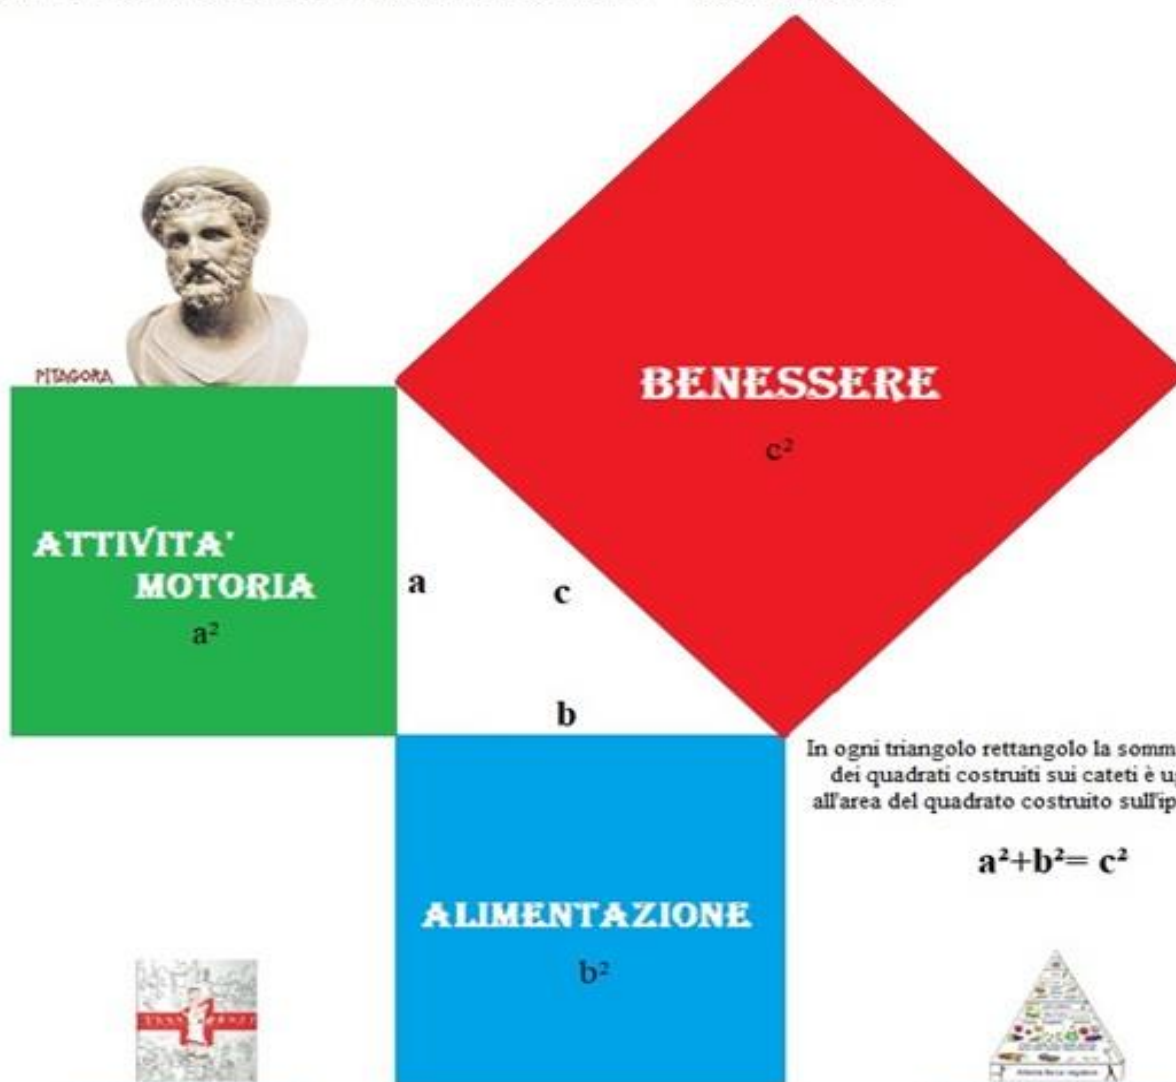 PITAGORA
BENESSERE
c²
ATTIVITA'
MOTORIA
a²
a
c
b
In ogni triangolo rettangolo la somm
dei quadrati costruiti sui cateti è u
all'area del quadrato costruito sull'ip
a²+b²= c²
ALIMENTAZIONE
b²